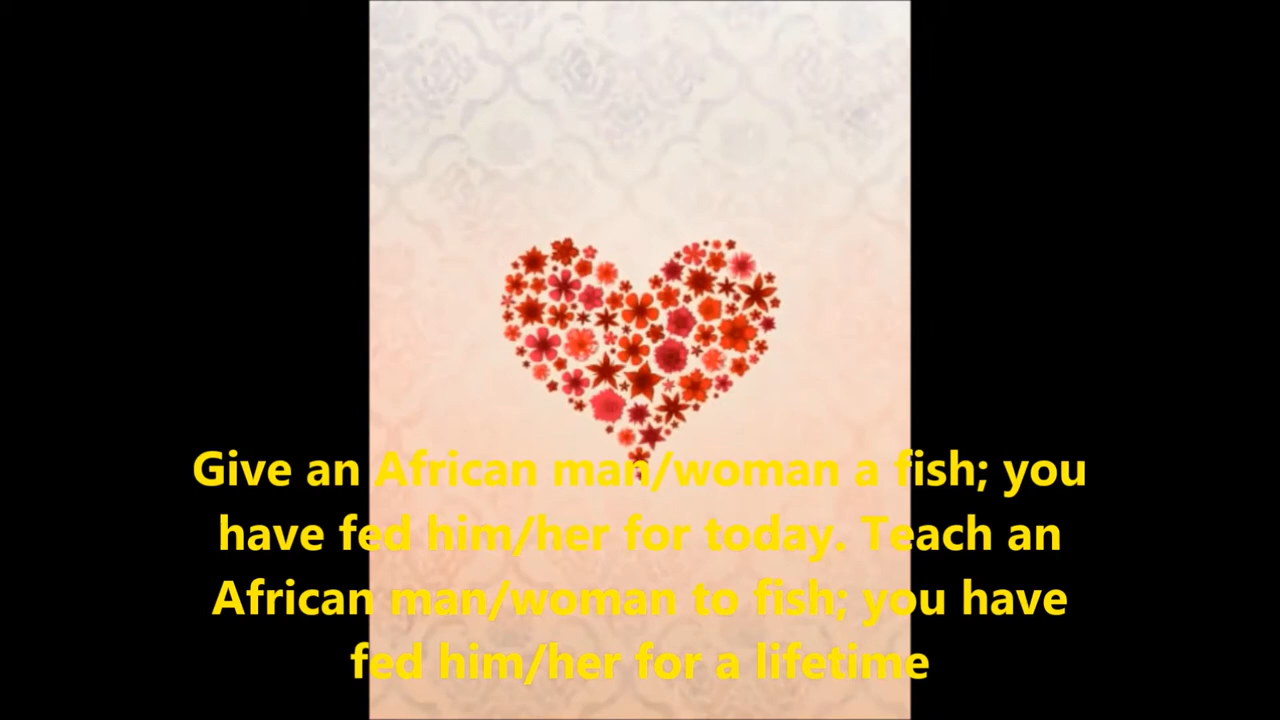 Give an African man/woman a fish; you
have fed him/her for today. Teach an
African man/woman to fish; you have
fed him/her for a lifetime